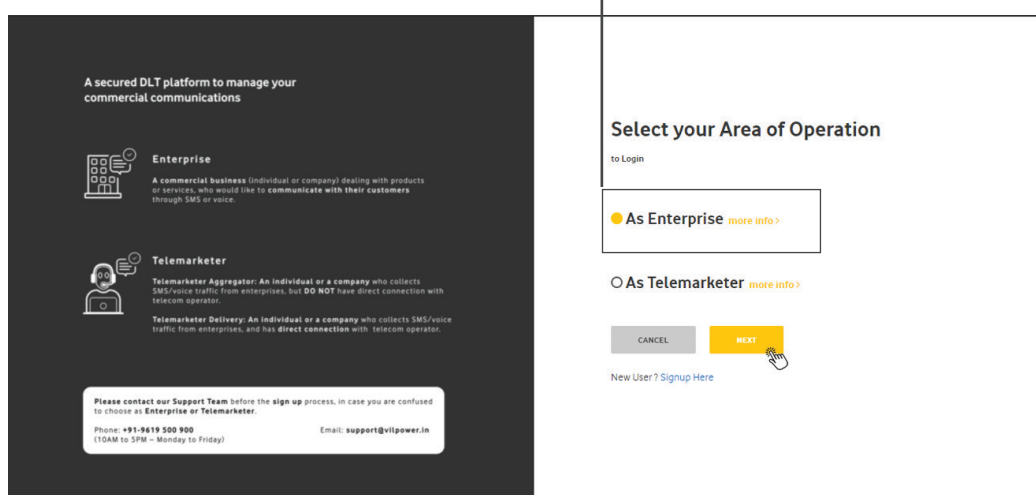 A secured DLT platform to manage your
commercial communications
Enterprise
A commercial business (individual or company) dealing with products
or services, who would like to communicate with their customers
through SMS or voice.
Telemarketer
Telemarketer Aggregator: An individual or a company who collects
SMS/voice traffic from enterprises, but DO NOT have direct connection with
telecom operator.
Telemarketer Delivery: An individual or a company who collects SMS/voice
traffic from enterprises, and has direct connection with telecom operator.
Please contact our Support Team before the sign up process, in case you are confused
to choose as Enterprise or Telemarketer.
Phone: +91-9619 500 900 Email: support@vilpower.in
(10AM to 5PM – Monday to Friday)
Select your Area of Operation
to Login
As Enterprise more info >
As Telemarketer more info >
CANCEL NEXT
New User ? Signup Here